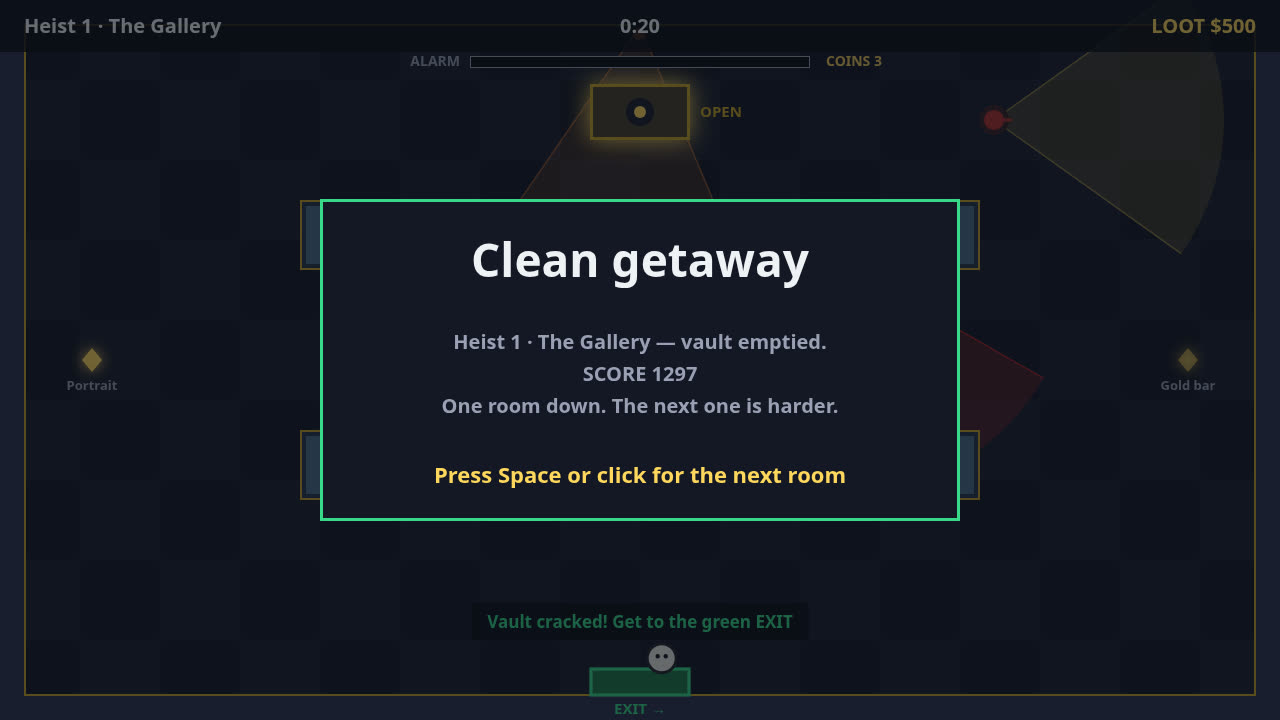 Heist 1 · The Gallery
0:20
LOOT $500
ALARM
COINS 3
OPEN
Clean getaway
Heist 1 · The Gallery — vault emptied.
SCORE 1297
One room down. The next one is harder.
Press Space or click for the next room
Portrait
Gold bar
Vault cracked! Get to the green EXIT
EXIT →